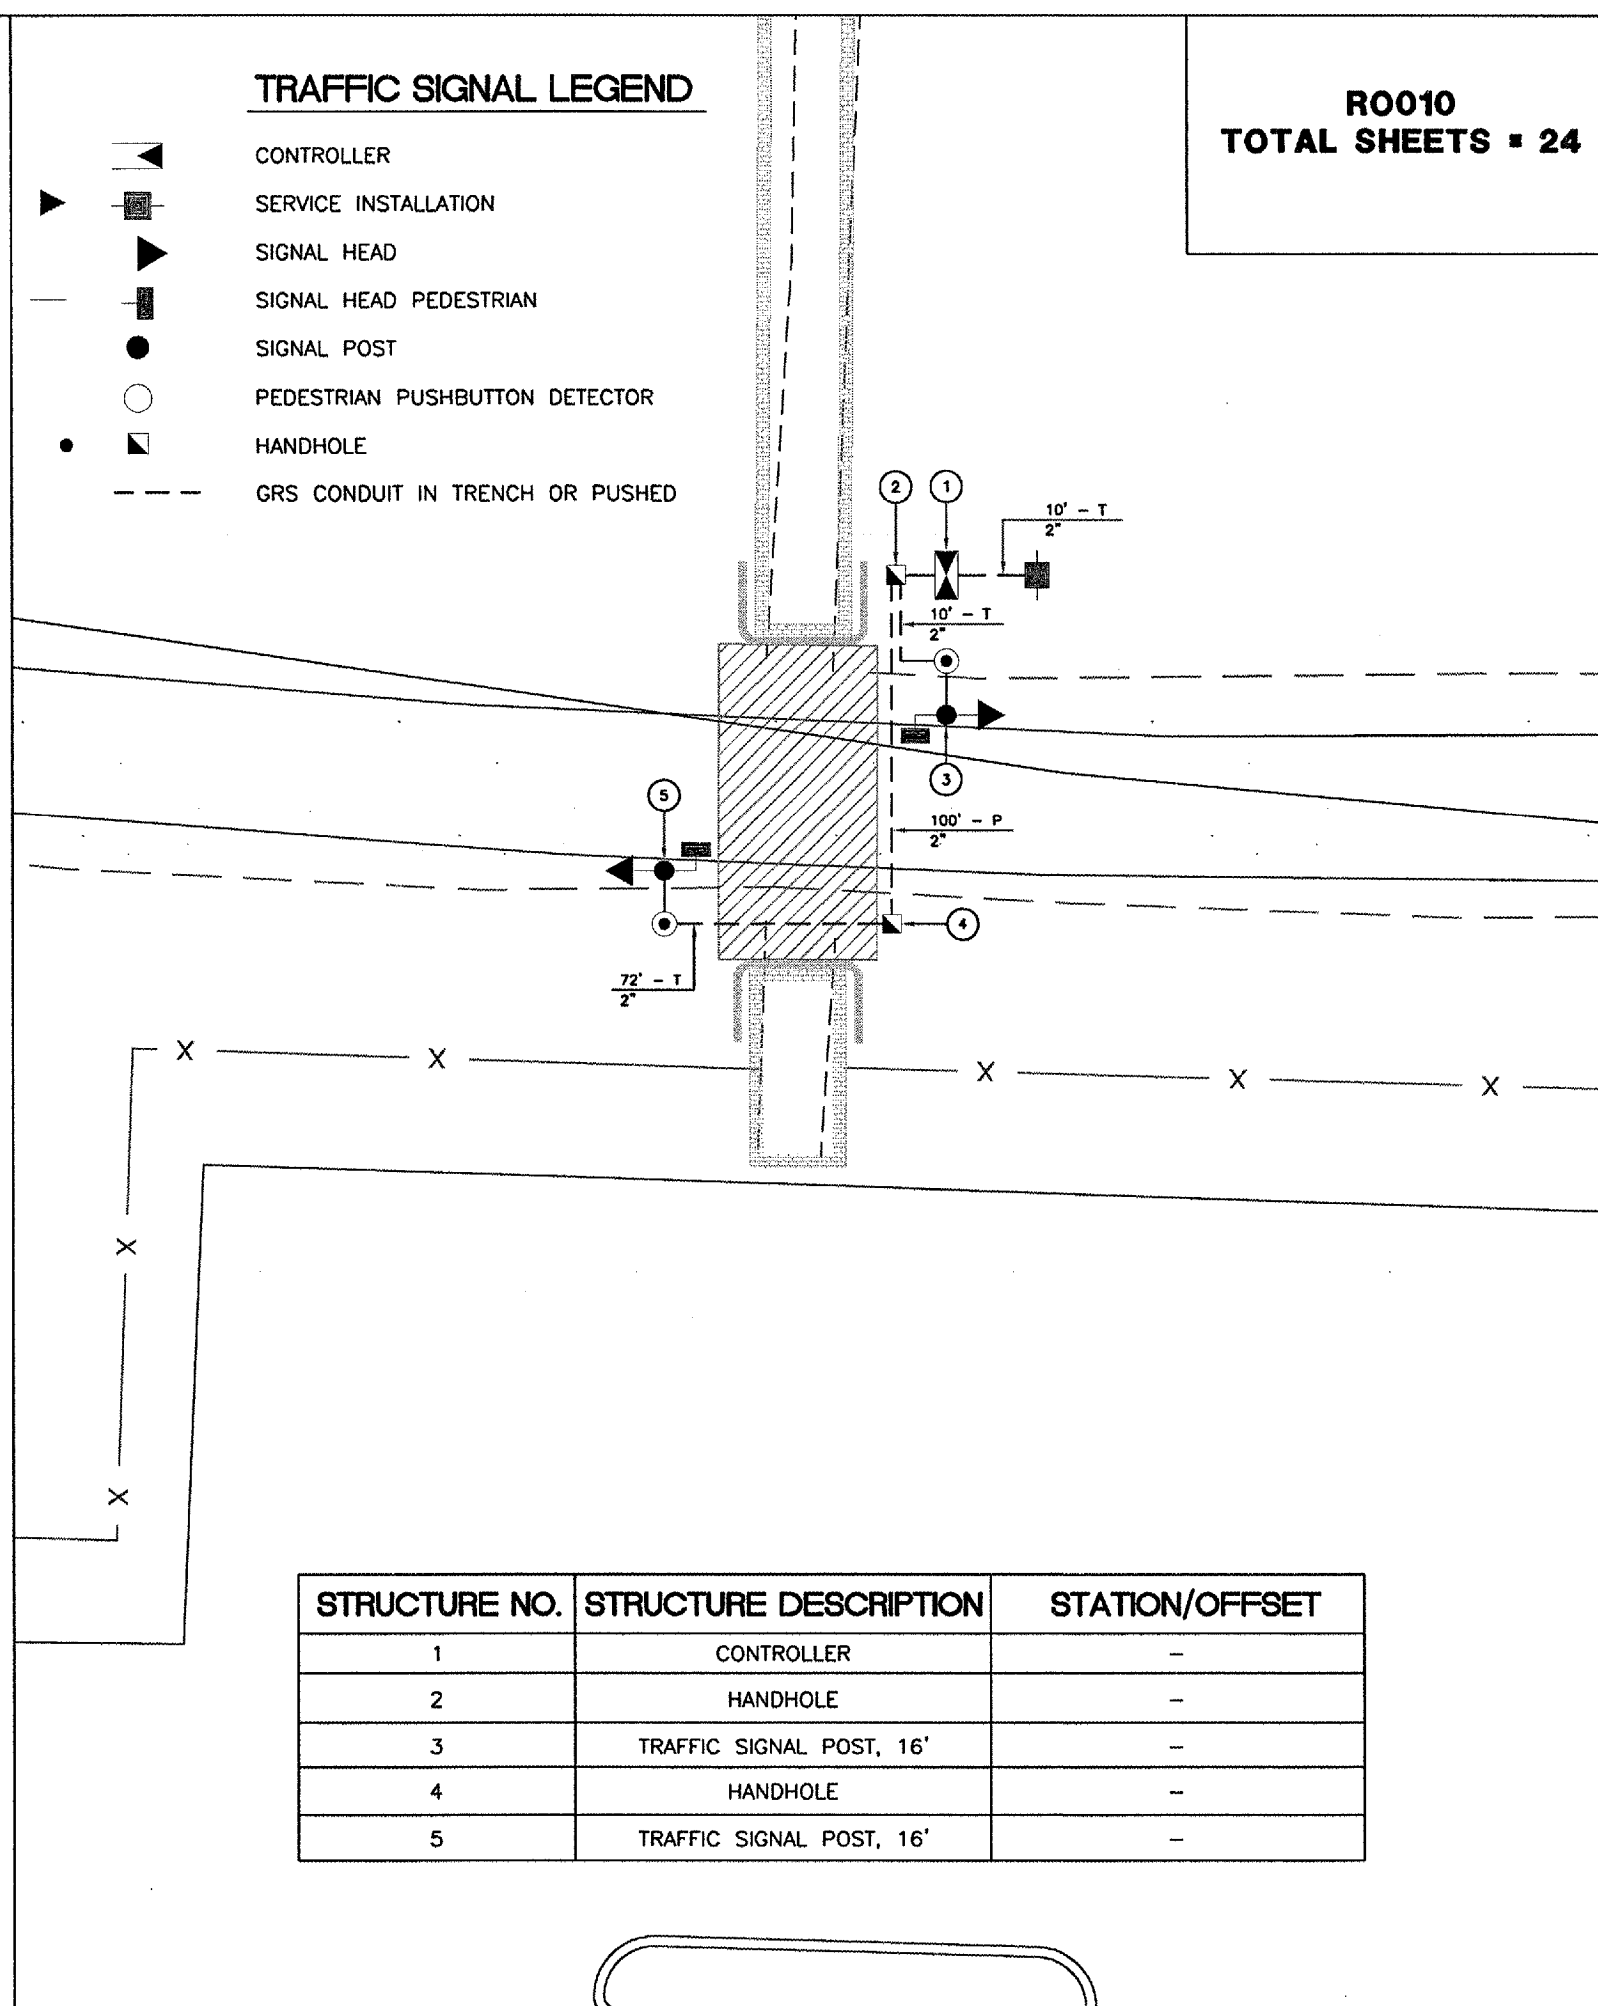 TRAFFIC SIGNAL LEGEND
CONTROLLER
SERVICE INSTALLATION
SIGNAL HEAD
SIGNAL HEAD PEDESTRIAN
SIGNAL POST
PEDESTRIAN PUSHBUTTON DETECTOR
HANDHOLE
GRS CONDUIT IN TRENCH OR PUSHED
RO010
TOTAL SHEETS = 24
2 1
10' - T
2"
10' - T
2"
3
5
100' - P
2"
4
72' - T
2"
X X X X X
X
X
STRUCTURE NO. STRUCTURE DESCRIPTION STATION/OFFSET
1 CONTROLLER -
2 HANDHOLE -
3 TRAFFIC SIGNAL POST, 16' -
4 HANDHOLE -
5 TRAFFIC SIGNAL POST, 16' -